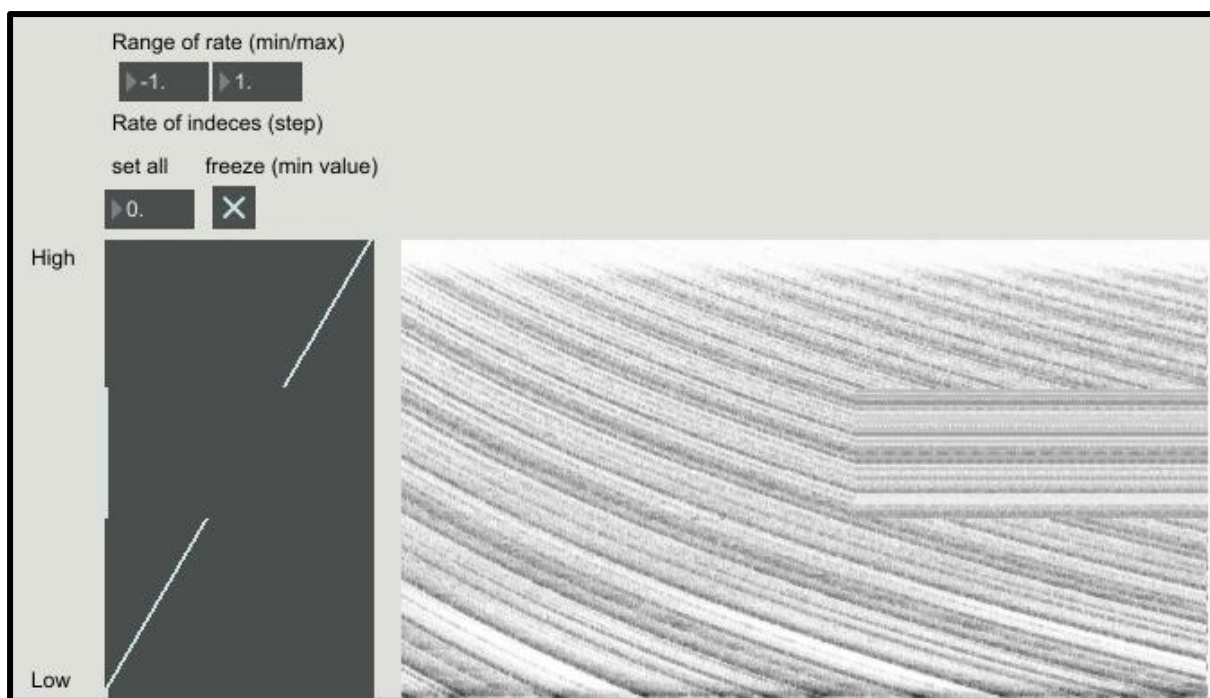 Range of rate (min/max)
-1. 1.
Rate of indeces (step)
set all freeze (min value)
0.
High
Low